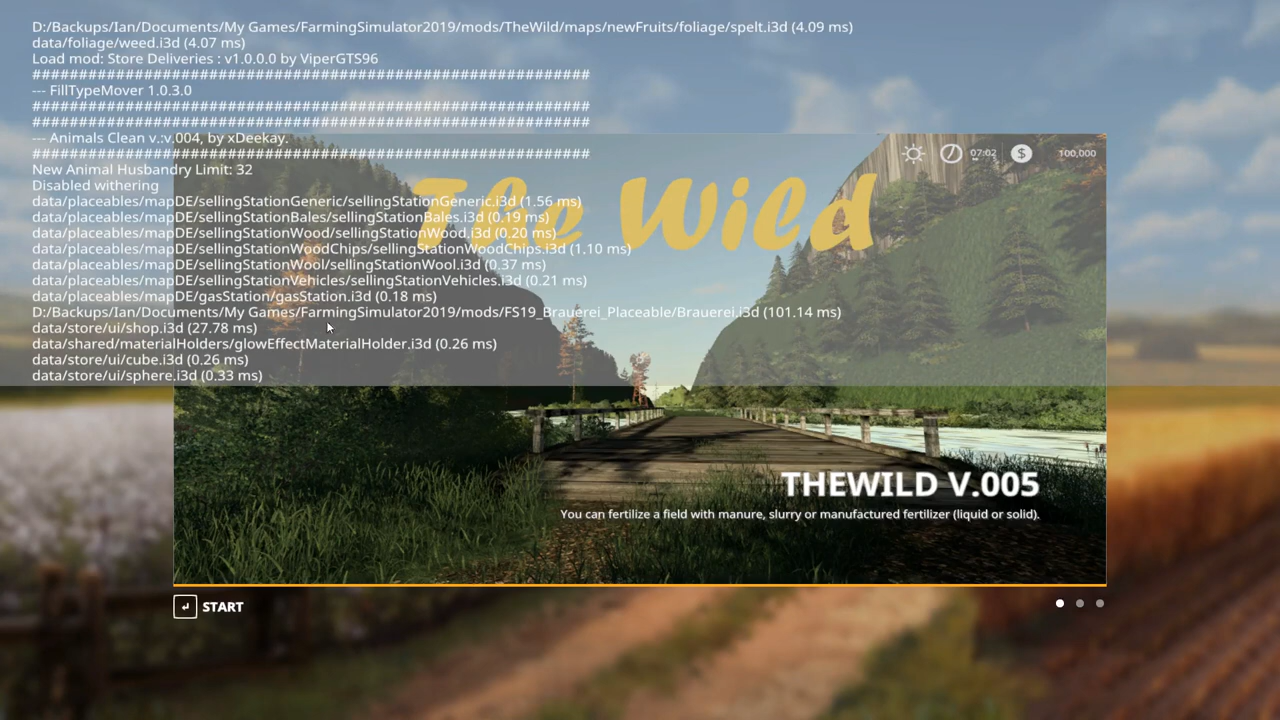 D:/Backups/Ian/Documents/My Games/FarmingSimulator2019/mods/TheWild/maps/newFruits/foliage/spelt.i3d (4.09 ms)
data/foliage/weed.i3d (4.07 ms)
Load mod: Store Deliveries : v1.0.0.0 by ViperGTS96
###############################################################
--- FillTypeMover 1.0.3.0
###############################################################
###############################################################
--- Animals Clean v.:v.004, by xDeekay.
###############################################################
New Animal Husbandry Limit: 32
Disabled withering
data/placeables/mapDE/sellingStationGeneric/sellingStationGeneric.i3d (1.56 ms)
data/placeables/mapDE/sellingStationBales/sellingStationBales.i3d (0.19 ms)
data/placeables/mapDE/sellingStationWood/sellingStationWood.i3d (0.20 ms)
data/placeables/mapDE/sellingStationWoodChips/sellingStationWoodChips.i3d (1.10 ms)
data/placeables/mapDE/sellingStationWool/sellingStationWool.i3d (0.37 ms)
data/placeables/mapDE/sellingStationVehicles/sellingStationVehicles.i3d (0.21 ms)
data/placeables/mapDE/gasStation/gasStation.i3d (0.18 ms)
D:/Backups/Ian/Documents/My Games/FarmingSimulator2019/mods/FS19_Brauerei_Placeable/Brauerei.i3d (101.14 ms)
data/store/ui/shop.i3d (27.78 ms)
data/shared/materialHolders/glowEffectMaterialHolder.i3d (0.26 ms)
data/store/ui/cube.i3d (0.26 ms)
data/store/ui/sphere.i3d (0.33 ms)
07:02 $ 100,000
The Wild
THEWILD V.005
You can fertilize a field with manure, slurry or manufactured fertilizer (liquid or solid).
START